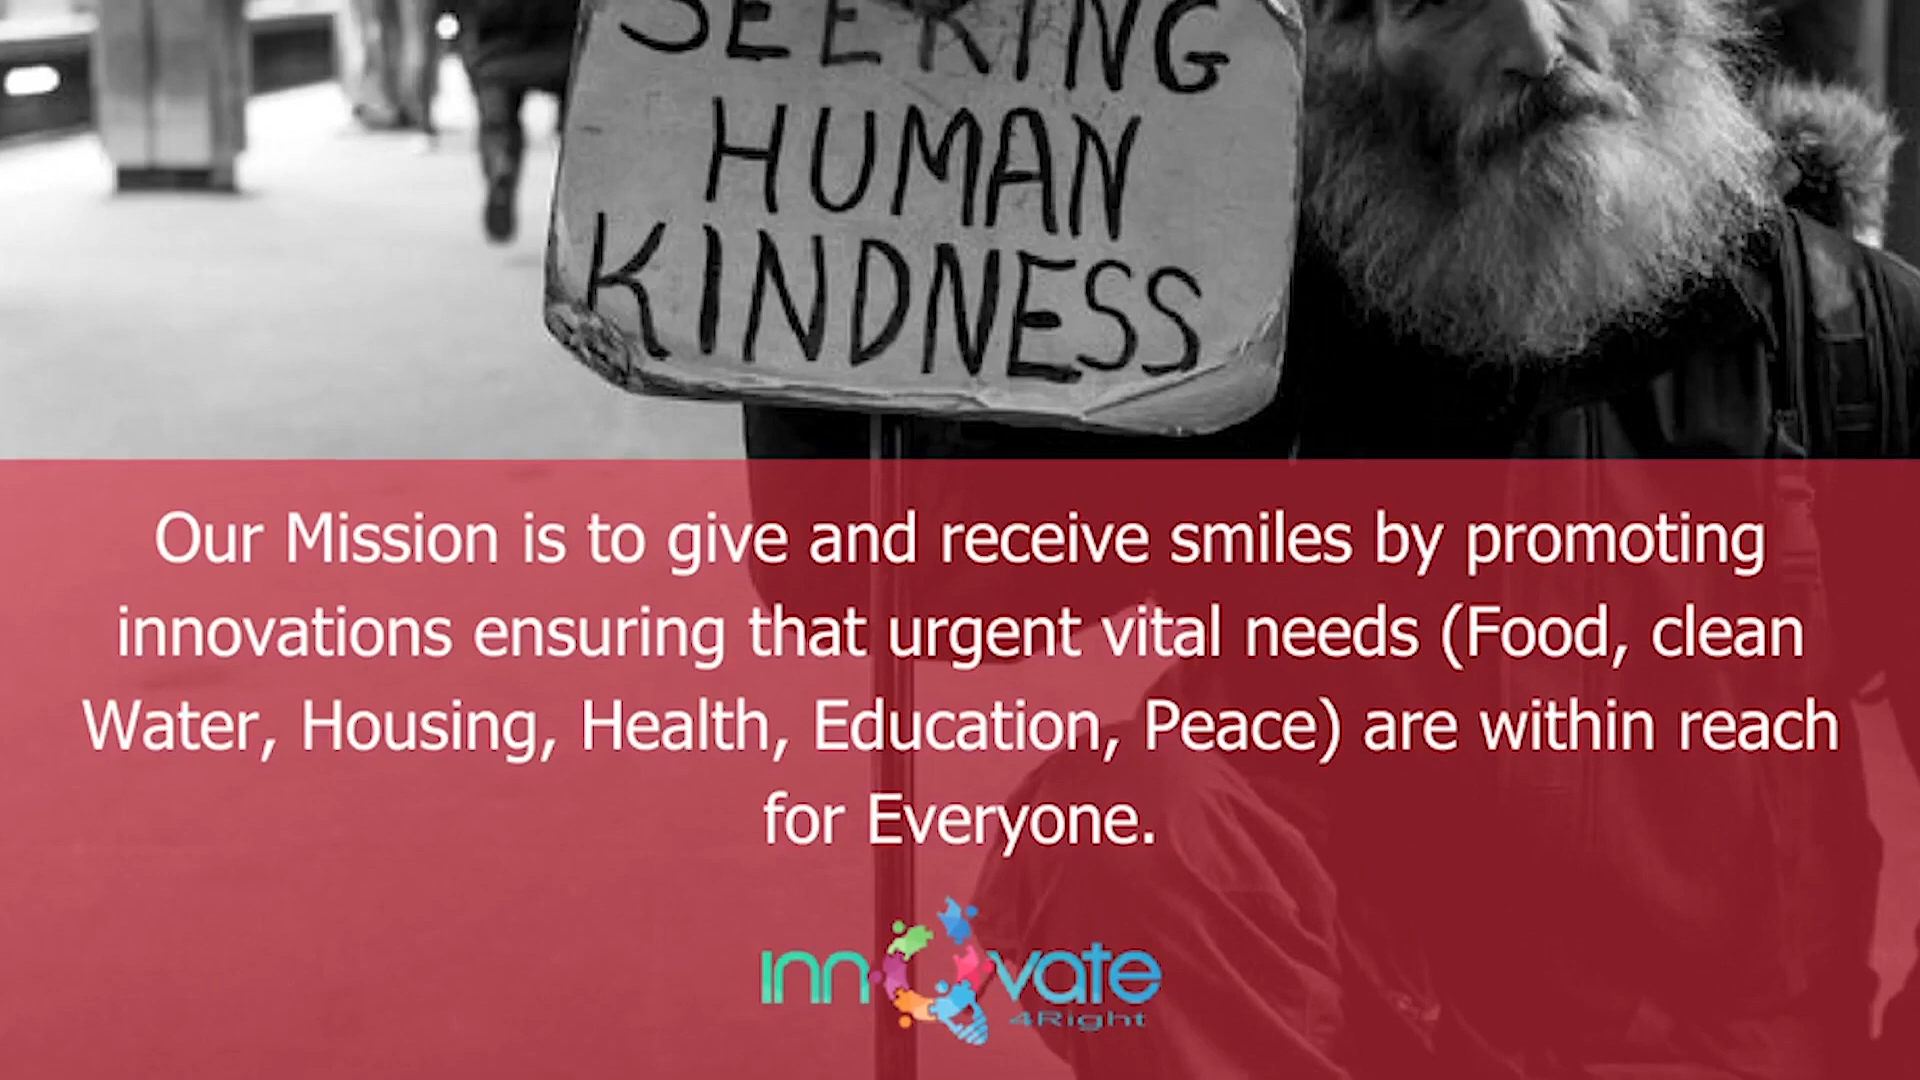 SEEKING
HUMAN
KINDNESS
Our Mission is to give and receive smiles by promoting
innovations ensuring that urgent vital needs (Food, clean
Water, Housing, Health, Education, Peace) are within reach
for Everyone.
innovate
4Right